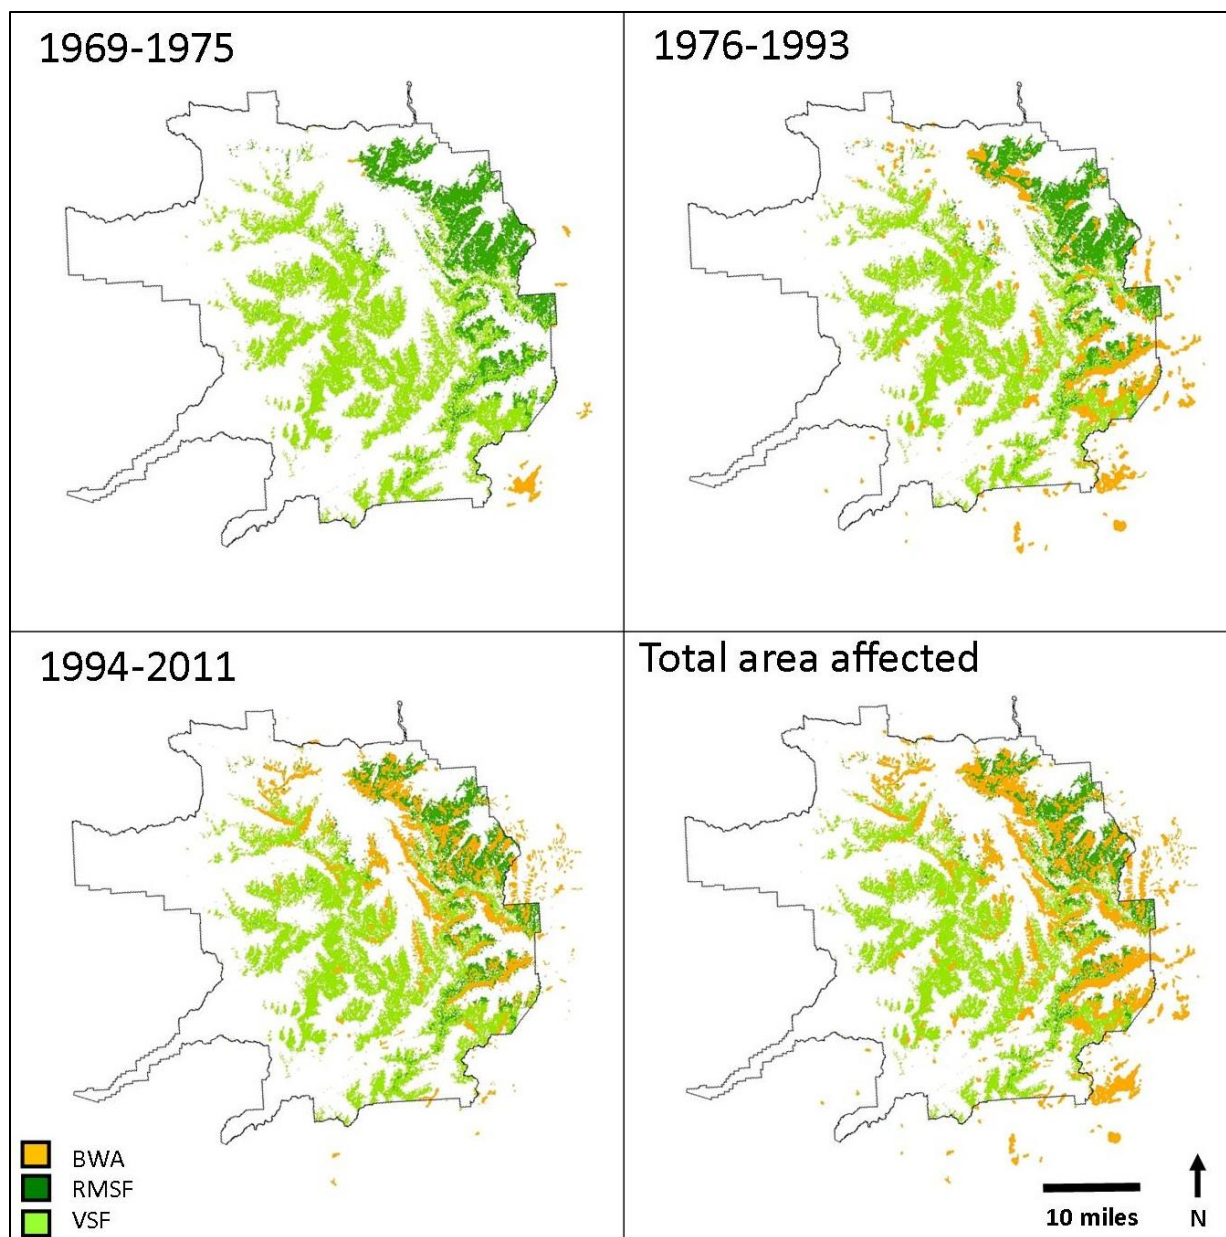 1969-1975
1976-1993
1994-2011
Total area affected
BWA
RMSF
VSF
10 miles
N